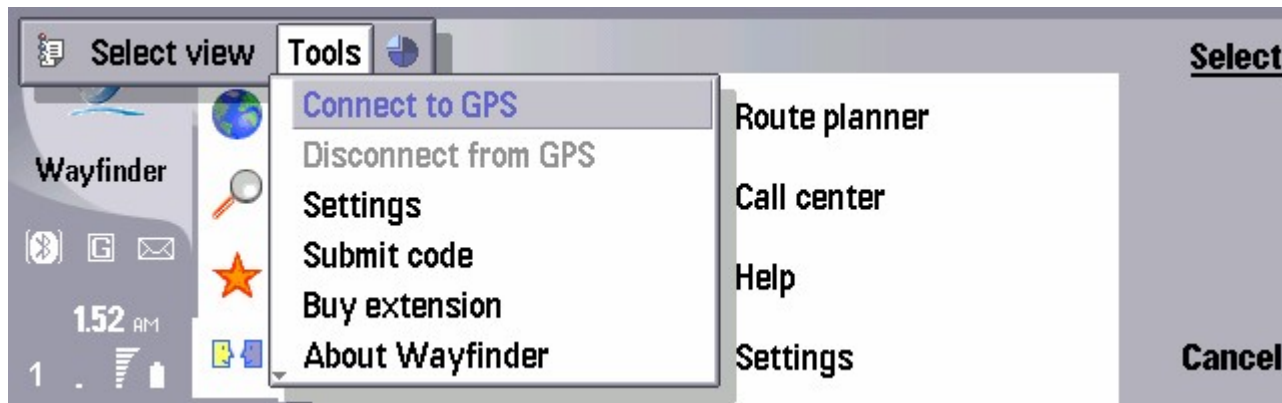 Select view Tools
Select
Connect to GPS
Disconnect from GPS
Settings
Submit code
Buy extension
About Wayfinder
Route planner
Call center
Help
Settings
Wayfinder
G
1.52 AM
1 .
Cancel